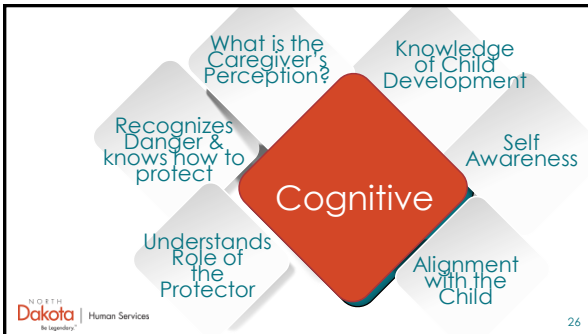 What is the
Caregiver's
Perception?
Knowledge
of Child
Development
Recognizes
Danger &
knows how to
protect
Self
Awareness
Cognitive
Understands
Role of
the
Protector
Alignment
with the
Child
NORTH
Dakota | Human Services
Be Legendary.™
26